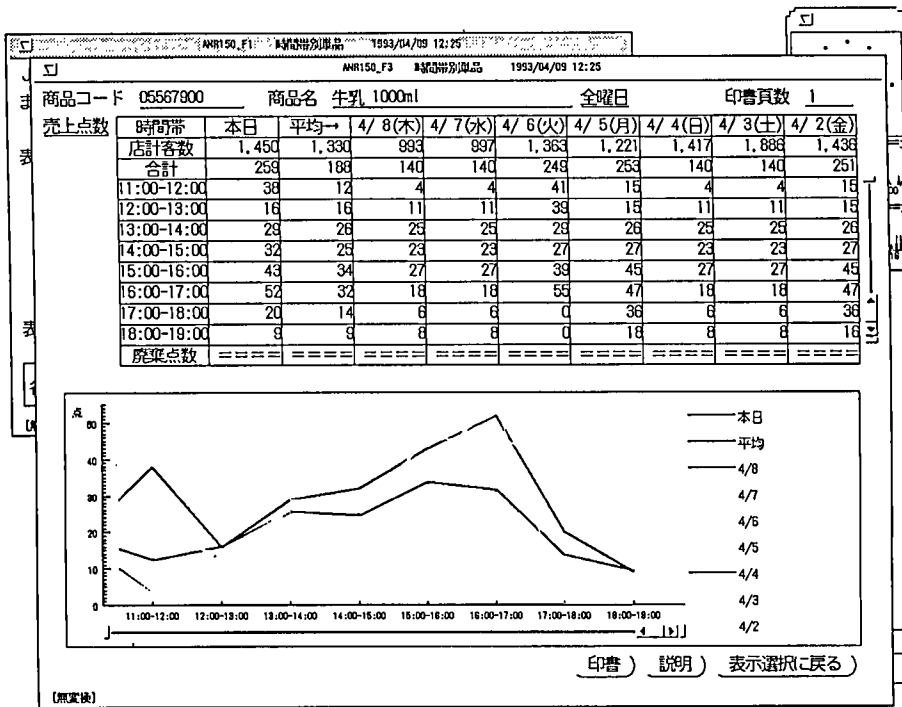 ANR150_F1 時間帯別単品 1993/04/09 12:25
ANR150_F3 時間帯別単品 1993/04/09 12:25
商品コード 05567900 商品名 牛乳 1000ml 全曜日 印書頁数 1
売上点数 時間帯 本日 平均→ 4/ 8(木) 4/ 7(水) 4/ 6(火) 4/ 5(月) 4/ 4(日) 4/ 3(土) 4/ 2(金)
店計客数 1,450 1,330 993 997 1,363 1,221 1,417 1,886 1,436
合計 259 188 140 140 249 253 140 140 251
11:00-12:00 38 12 4 4 41 15 4 4 15
12:00-13:00 16 16 11 11 39 15 11 11 15
13:00-14:00 29 26 25 25 29 26 25 25 26
14:00-15:00 32 25 23 23 27 27 23 23 27
15:00-16:00 43 34 27 27 39 45 27 27 45
16:00-17:00 52 32 18 18 55 47 18 18 47
17:00-18:00 20 14 6 6 0 36 6 6 36
18:00-19:00 9 9 8 8 0 18 8 8 16
廃棄点数 ==== ==== ==== ==== ==== ==== ==== ==== ====
点
50
40
30
20
10
0
11:00-12:00 12:00-13:00 13:00-14:00 14:00-15:00 15:00-16:00 16:00-17:00 17:00-18:00 18:00-19:00
本日
平均
4/8
4/7
4/6
4/5
4/4
4/3
4/2
印書 説明 表示選択に戻る
[無変換]